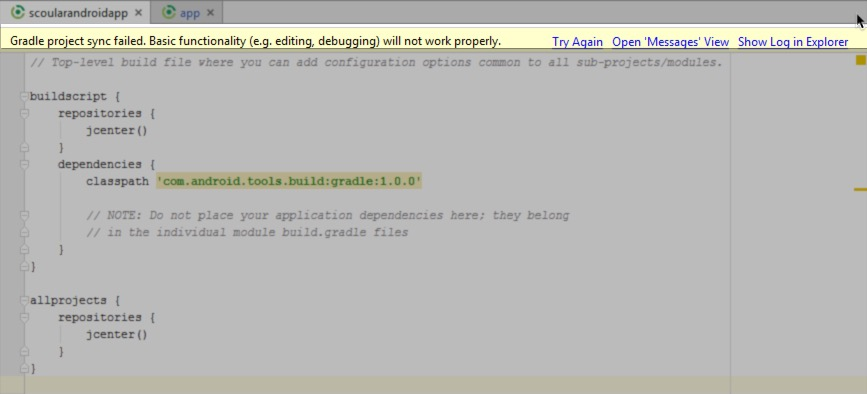 scoularandroidapp × app ×
Gradle project sync failed. Basic functionality (e.g. editing, debugging) will not work properly. Try Again Open 'Messages' View Show Log in Explorer
// Top-level build file where you can add configuration options common to all sub-projects/modules.
buildscript {
repositories {
jcenter()
}
dependencies {
classpath 'com.android.tools.build:gradle:1.0.0'
// NOTE: Do not place your application dependencies here; they belong
// in the individual module build.gradle files
}
}
allprojects {
repositories {
jcenter()
}
}